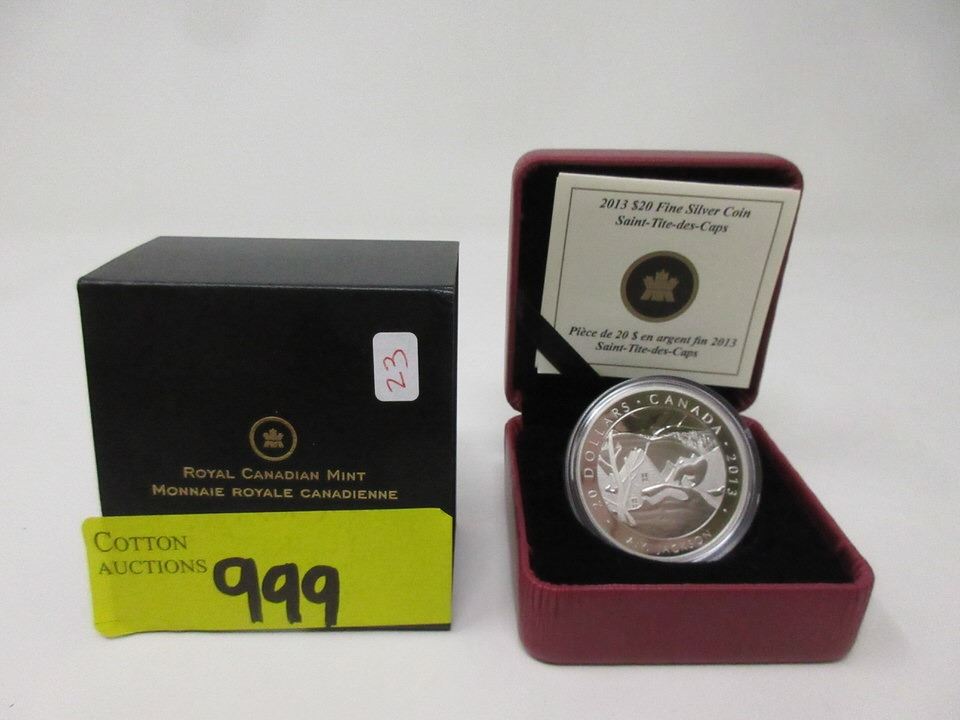 23
ROYAL CANADIAN MINT
MONNAIE ROYALE CANADIENNE
COTTON
AUCTIONS
999
2013 $20 Fine Silver Coin
Saint-Tite-des-Caps
Pièce de 20 $ en argent fin 2013
Saint-Tite-des-Caps
20 DOLLARS • CANADA • 2013 •
A.Y. JACKSON